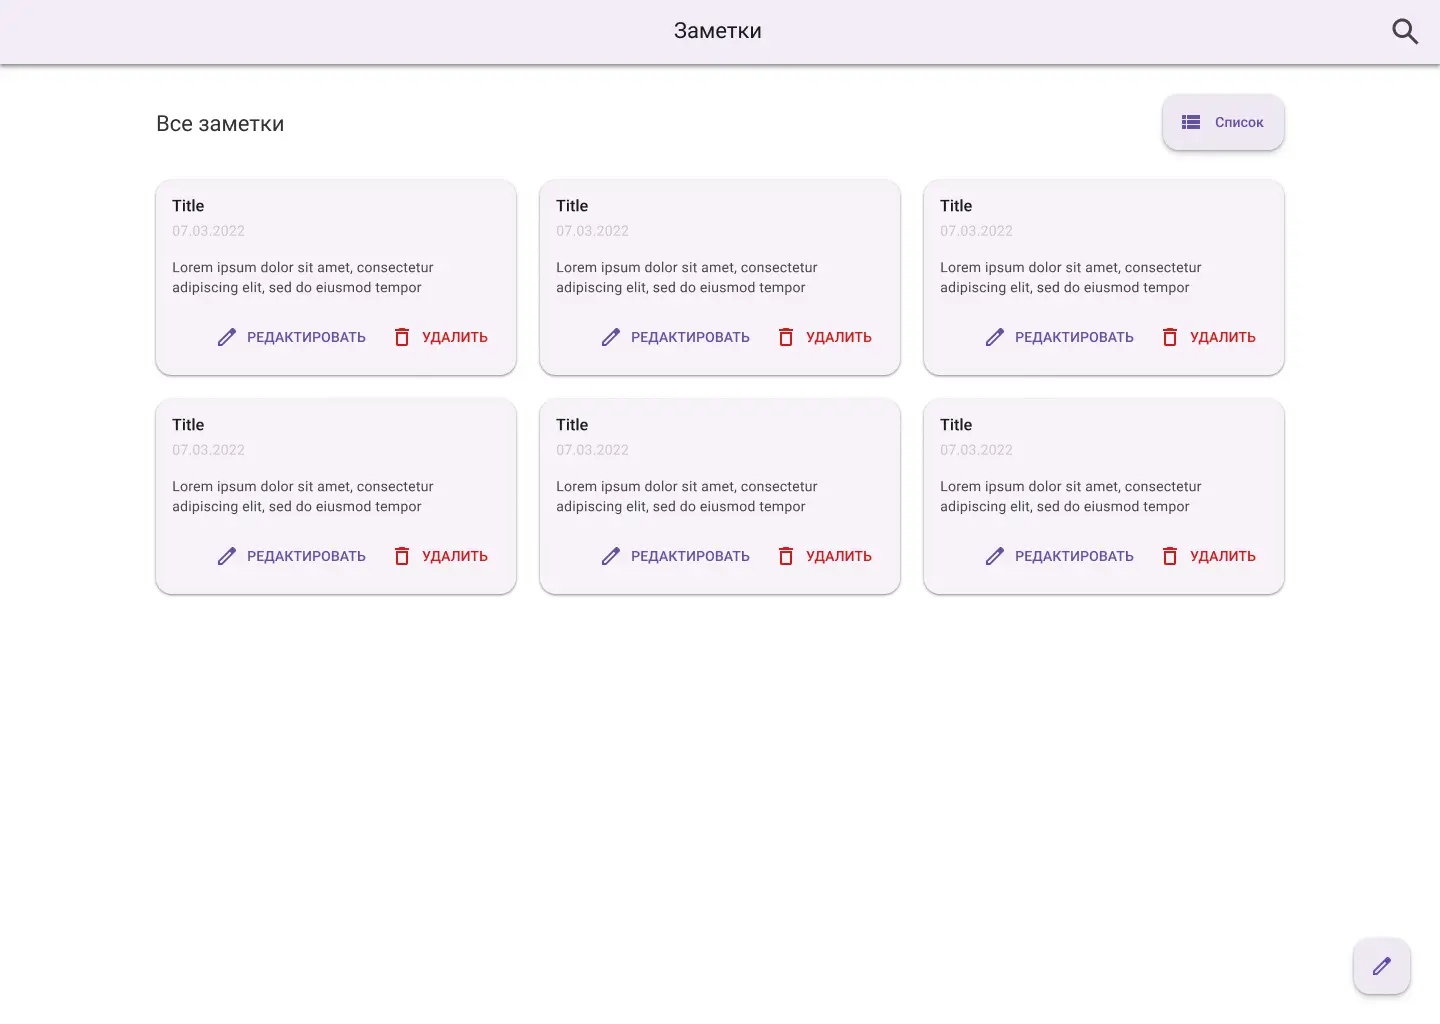 Заметки
Все заметки
Список
Title
07.03.2022
Lorem ipsum dolor sit amet, consectetur
adipiscing elit, sed do eiusmod tempor
РЕДАКТИРОВАТЬ
УДАЛИТЬ
Title
07.03.2022
Lorem ipsum dolor sit amet, consectetur
adipiscing elit, sed do eiusmod tempor
РЕДАКТИРОВАТЬ
УДАЛИТЬ
Title
07.03.2022
Lorem ipsum dolor sit amet, consectetur
adipiscing elit, sed do eiusmod tempor
РЕДАКТИРОВАТЬ
УДАЛИТЬ
Title
07.03.2022
Lorem ipsum dolor sit amet, consectetur
adipiscing elit, sed do eiusmod tempor
РЕДАКТИРОВАТЬ
УДАЛИТЬ
Title
07.03.2022
Lorem ipsum dolor sit amet, consectetur
adipiscing elit, sed do eiusmod tempor
РЕДАКТИРОВАТЬ
УДАЛИТЬ
Title
07.03.2022
Lorem ipsum dolor sit amet, consectetur
adipiscing elit, sed do eiusmod tempor
РЕДАКТИРОВАТЬ
УДАЛИТЬ